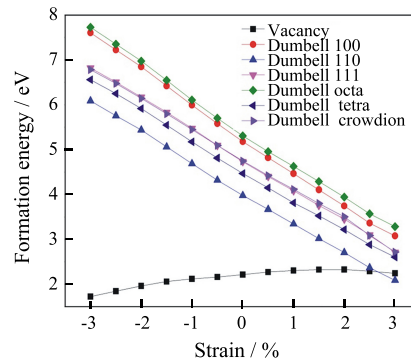 8
7
6
5
4
3
2
Formation energy / eV
Vacancy
Dumbell 100
Dumbell 110
Dumbell 111
Dumbell octa
Dumbell tetra
Dumbell crowdion
-3 -2 -1 0 1 2 3
Strain / %